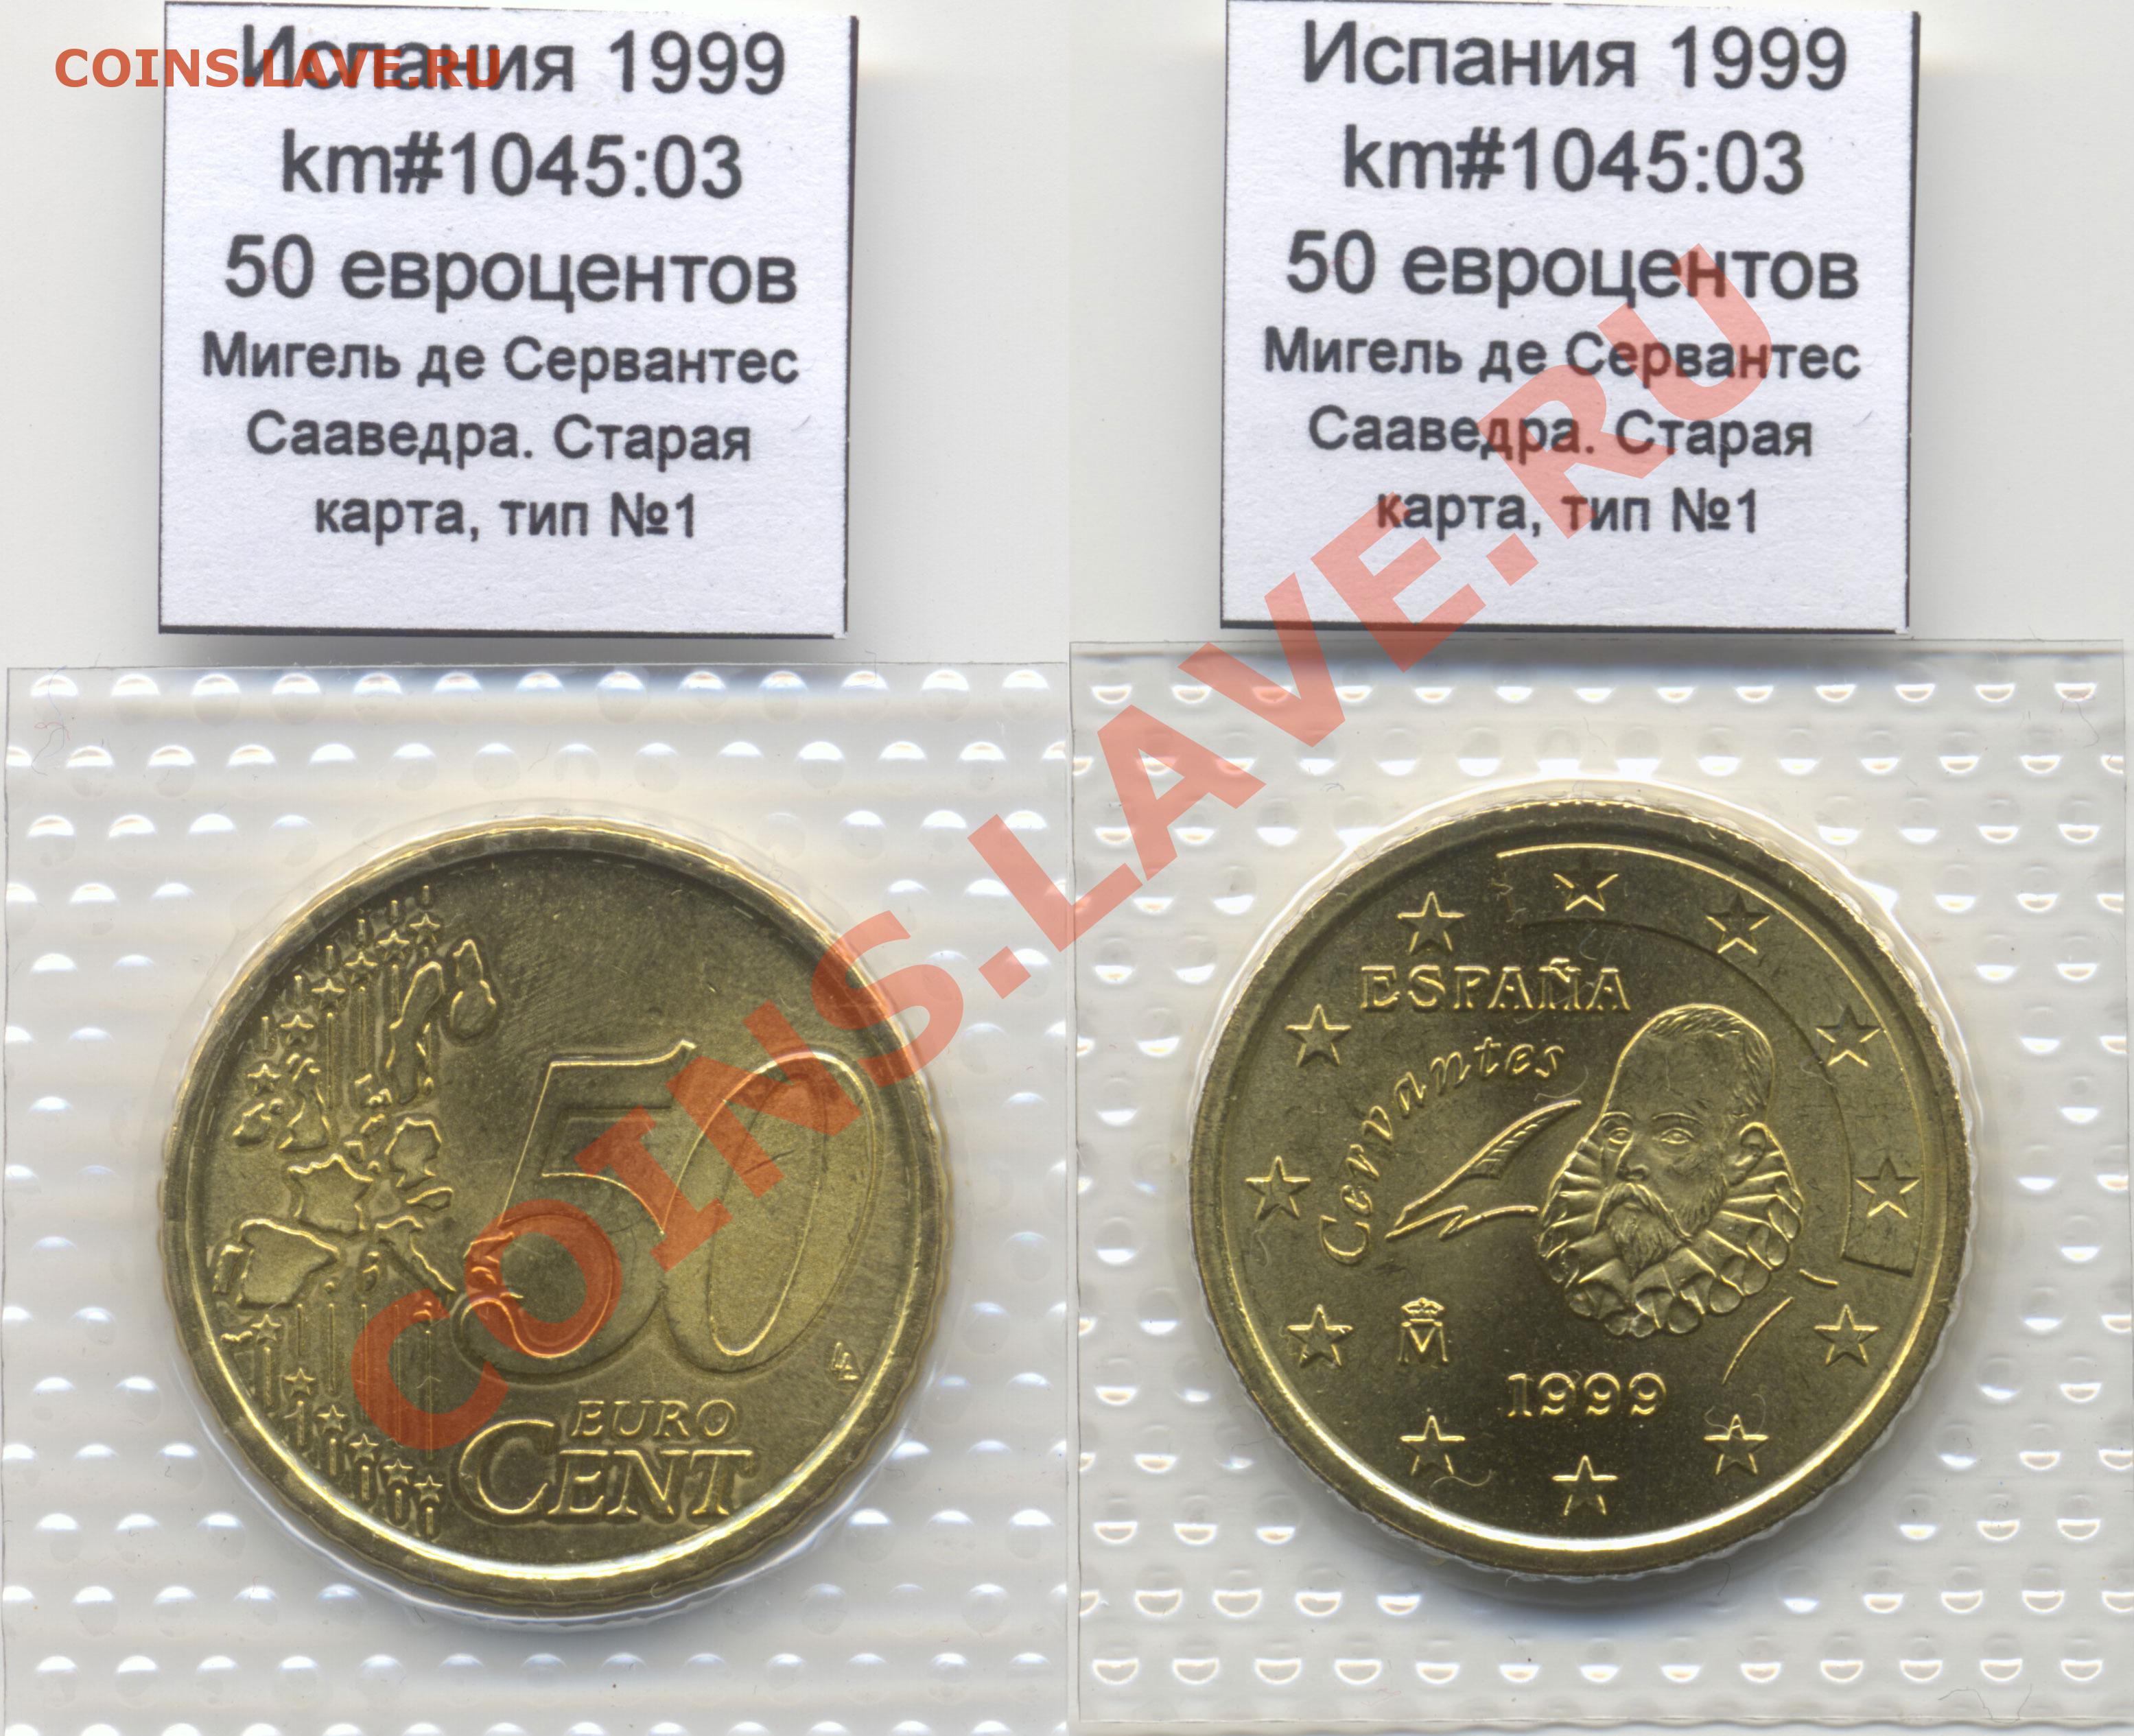 Испания 1999
km#1045:03
50 евроцентов
Мигель де Сервантес
Сааведра. Старая
карта, тип №1
Испания 1999
km#1045:03
50 евроцентов
Мигель де Сервантес
Сааведра. Старая
карта, тип №1
COINS.LAVE.RU
COINS.LAVE.RU
50
EURO
CENT
LL
ESPAÑA
Cervantes
M
1999